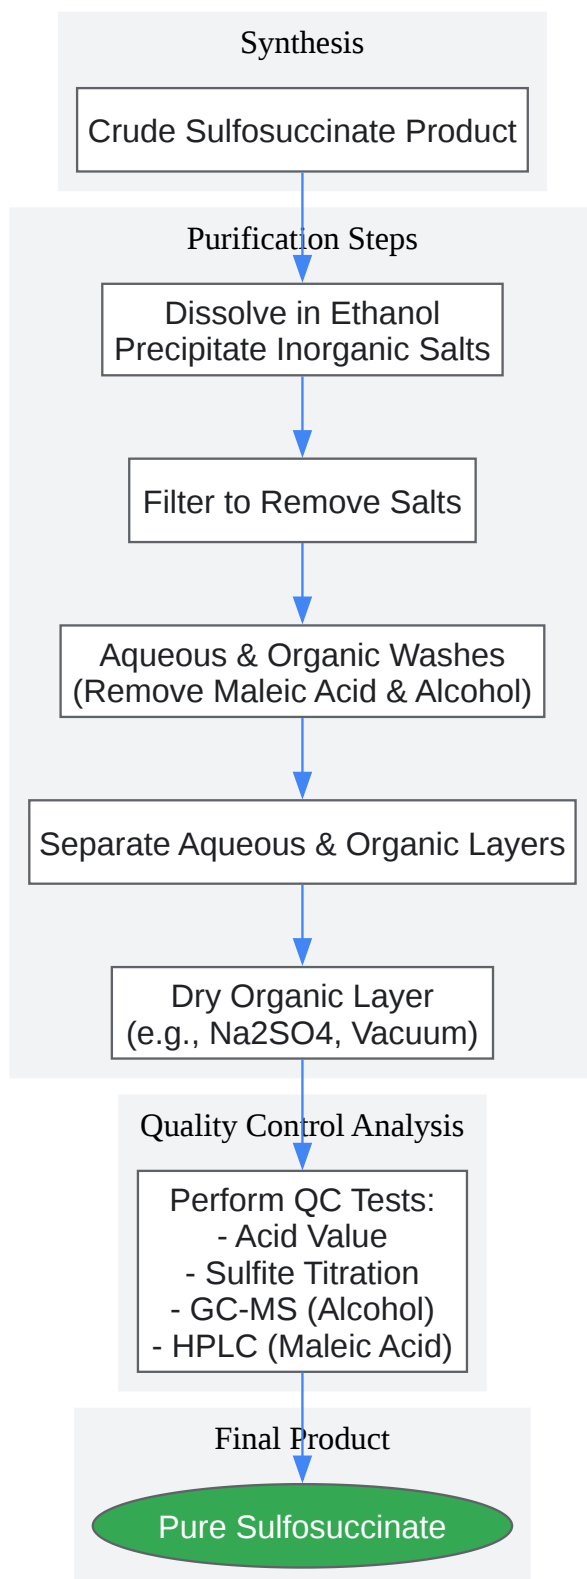 Synthesis
Crude Sulfosuccinate Product
Purification Steps
Dissolve in Ethanol
Precipitate Inorganic Salts
Filter to Remove Salts
Aqueous & Organic Washes
(Remove Maleic Acid & Alcohol)
Separate Aqueous & Organic Layers
Dry Organic Layer
(e.g., Na2SO4, Vacuum)
Quality Control Analysis
Perform QC Tests:
- Acid Value
- Sulfite Titration
- GC-MS (Alcohol)
- HPLC (Maleic Acid)
Final Product
Pure Sulfosuccinate